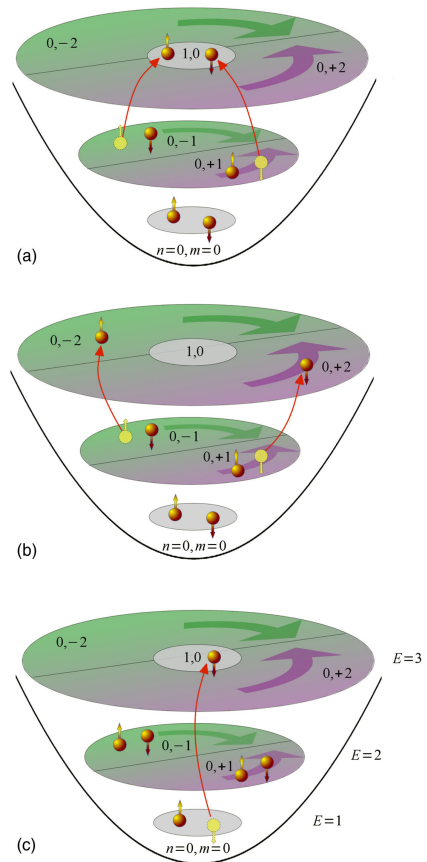 0,−2
1,0
0,+2
0,−1
0,+1
n=0, m=0
(a)
0,−2
1,0
0,+2
0,−1
0,+1
n=0, m=0
(b)
0,−2
1,0
E=3
0,+2
0,−1
0,+1
E=2
E=1
n=0, m=0
(c)